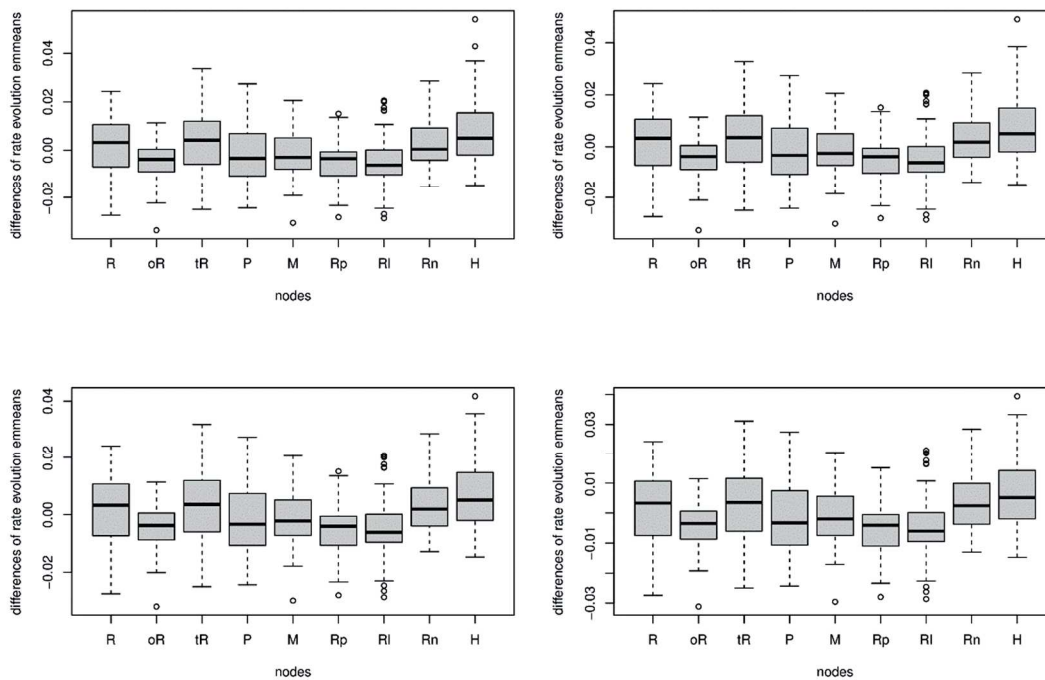 differences of rate evolution emmeans
0.04
0.02
0.00
−0.02
R oR tR P M Rp Rl Rn H
nodes
differences of rate evolution emmeans
0.04
0.02
0.00
−0.02
R oR tR P M Rp Rl Rn H
nodes
differences of rate evolution emmeans
0.04
0.02
0.00
−0.02
R oR tR P M Rp Rl Rn H
nodes
differences of rate evolution emmeans
0.03
0.01
−0.01
−0.03
R oR tR P M Rp Rl Rn H
nodes